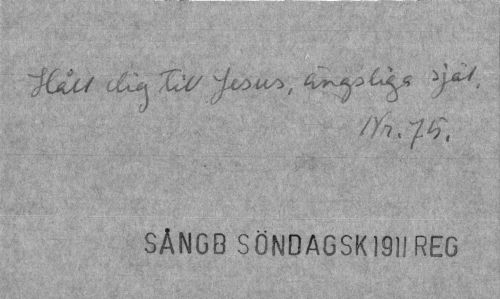 Håll dig till Jesus, ängsliga själ.
Nr. 75.
SÅNGB SÖNDAGSK 1911 REG